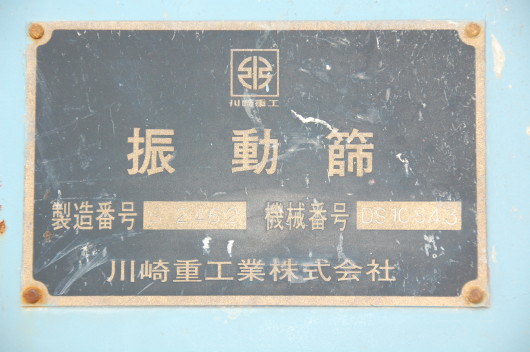 川崎重工
振動篩
製造番号 機械番号
川崎重工業株式会社